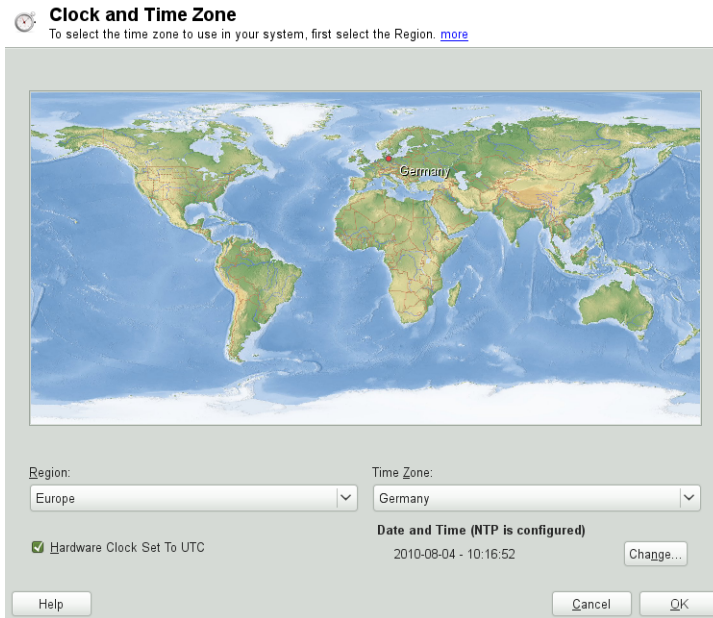 Clock and Time Zone
To select the time zone to use in your system, first select the Region. more
Germany
Region:
Time Zone:
Europe
Germany
Hardware Clock Set To UTC
Date and Time (NTP is configured)
2010-08-04 - 10:16:52
Change...
Help
Cancel
OK